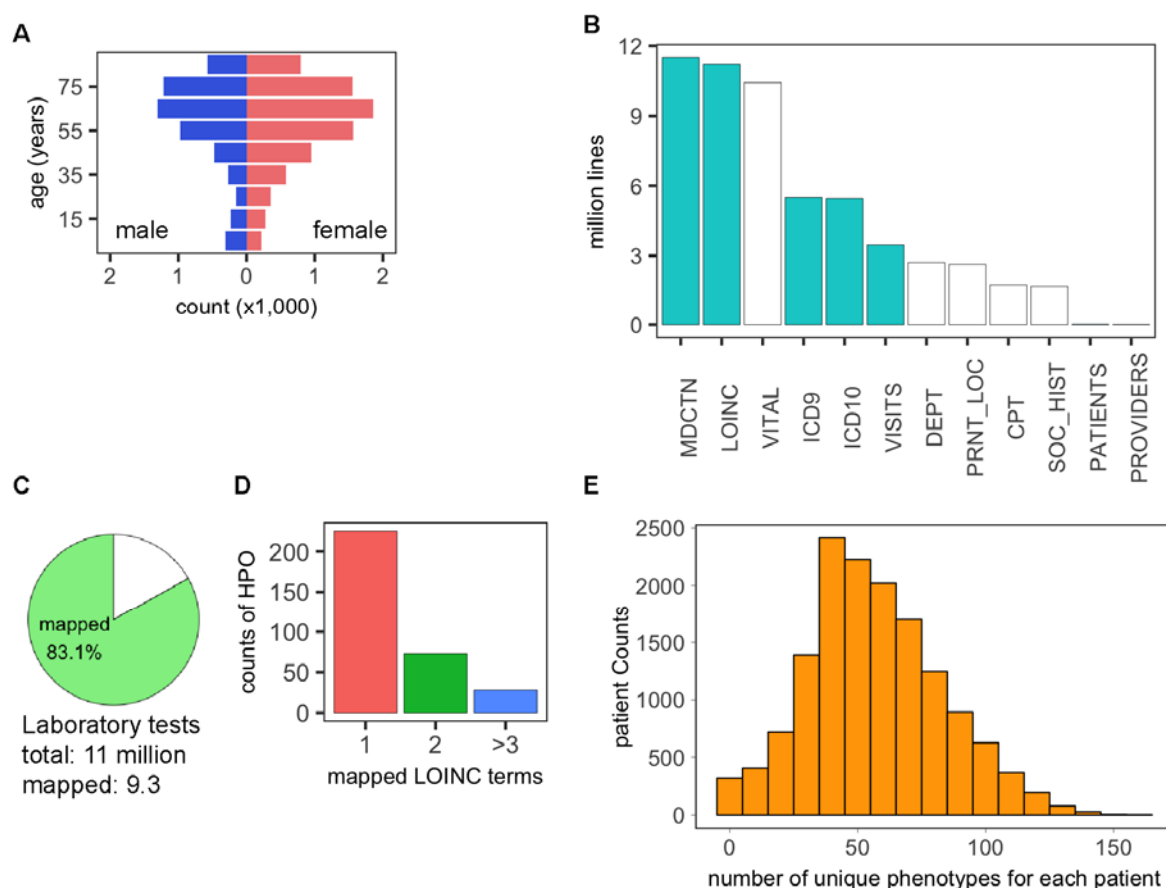 A
75
55
35
15
age (years)
male
female
2 1 0 1 2
count (x1,000)
B
12
9
6
3
0
million lines
MDCTN
LOINC
VITAL
ICD9
ICD10
VISITS
DEPT
PRNT_LOC
CPT
SOC_HIST
PATIENTS
PROVIDERS
C
mapped
83.1%
Laboratory tests
total: 11 million
mapped: 9.3
D
200
150
100
50
0
counts of HPO
1 2 >3
mapped LOINC terms
E
2500
2000
1500
1000
500
0
patient Counts
0 50 100 150
number of unique phenotypes for each patient